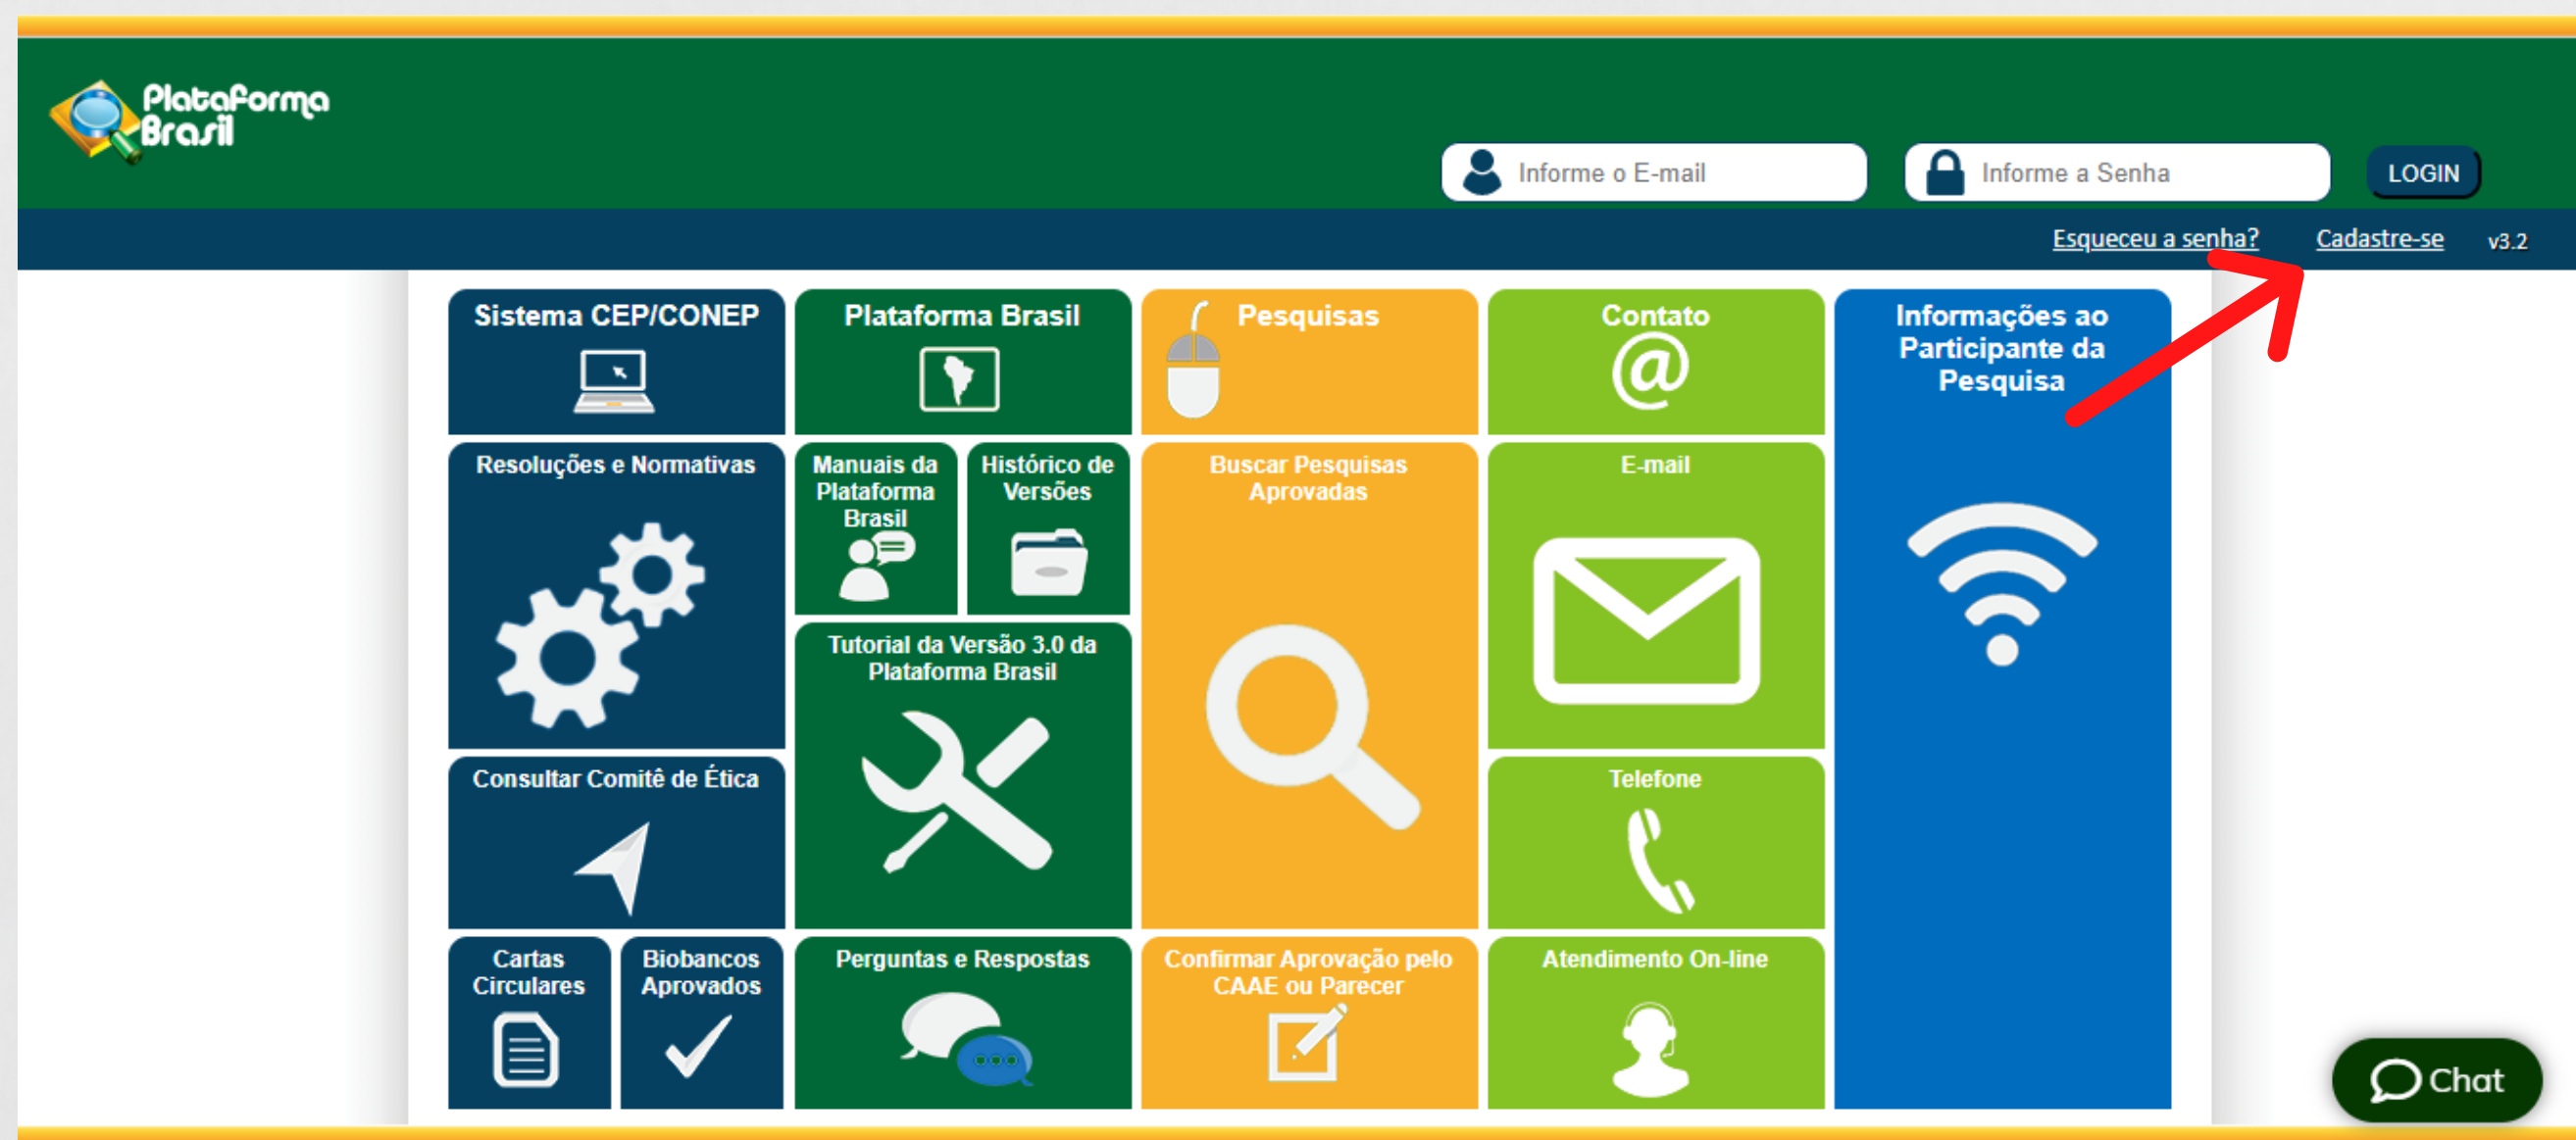 Plataforma
Brasil
Informe o E-mail
Informe a Senha
LOGIN
Esqueceu a senha?
Cadastre-se
v3.2
Sistema CEP/CONEP
Resoluções e Normativas
Consultar Comitê de Ética
Cartas
Circulares
Biobancos
Aprovados
Plataforma Brasil
Manuais da
Plataforma
Brasil
Histórico de
Versões
Tutorial da Versão 3.0 da
Plataforma Brasil
Perguntas e Respostas
Pesquisas
Buscar Pesquisas
Aprovadas
Confirmar Aprovação pelo
CAAE ou Parecer
Contato
@
E-mail
Telefone
Atendimento On-line
Informações ao
Participante da
Pesquisa
Chat